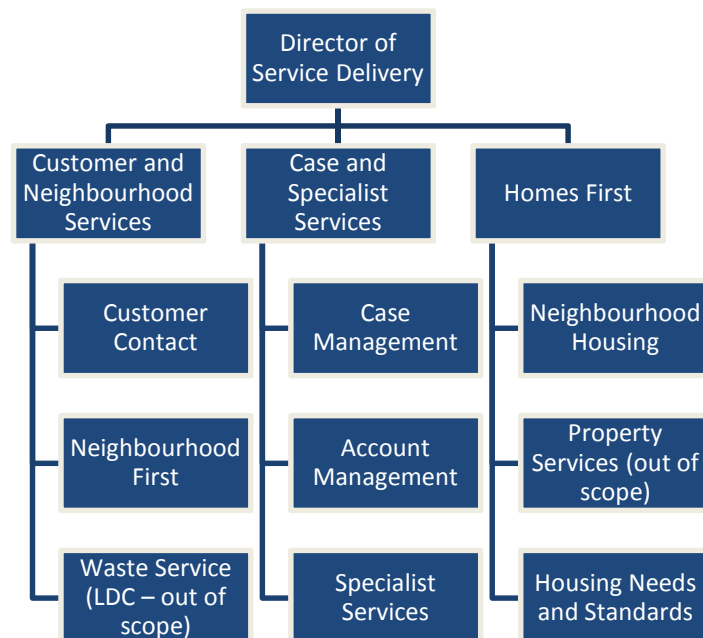 Director of
Service Delivery
Customer and
Neighbourhood
Services
Case and
Specialist
Services
Homes First
Customer
Contact
Case
Management
Neighbourhood
Housing
Neighbourhood
First
Account
Management
Property
Services (out of
scope)
Waste Service
(LDC – out of
scope)
Specialist
Services
Housing Needs
and Standards